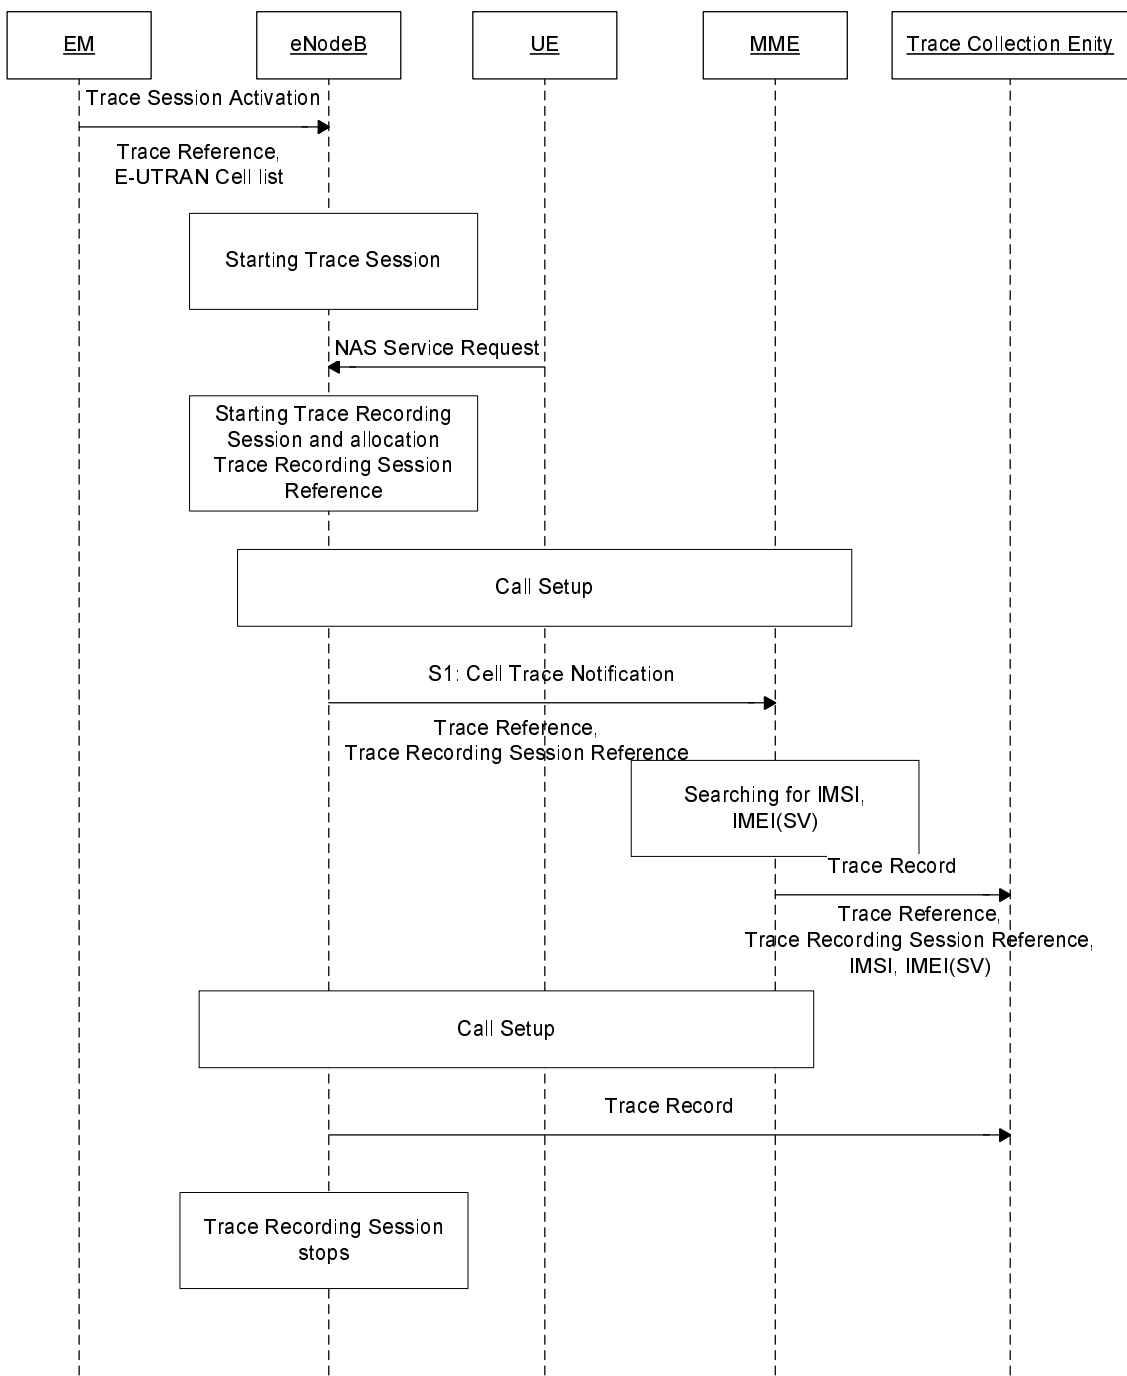 EM
eNodeB
UE
MME
Trace Collection Enity
Trace Session Activation
Trace Reference,
E-UTRAN Cell list
Starting Trace Session
NAS Service Request
Starting Trace Recording
Session and allocation
Trace Recording Session
Reference
Call Setup
S1: Cell Trace Notification
Trace Reference,
Trace Recording Session Reference
Searching for IMSI,
IMEI(SV)
Trace Record
Trace Reference,
Trace Recording Session Reference,
IMSI, IMEI(SV)
Call Setup
Trace Record
Trace Recording Session
stops